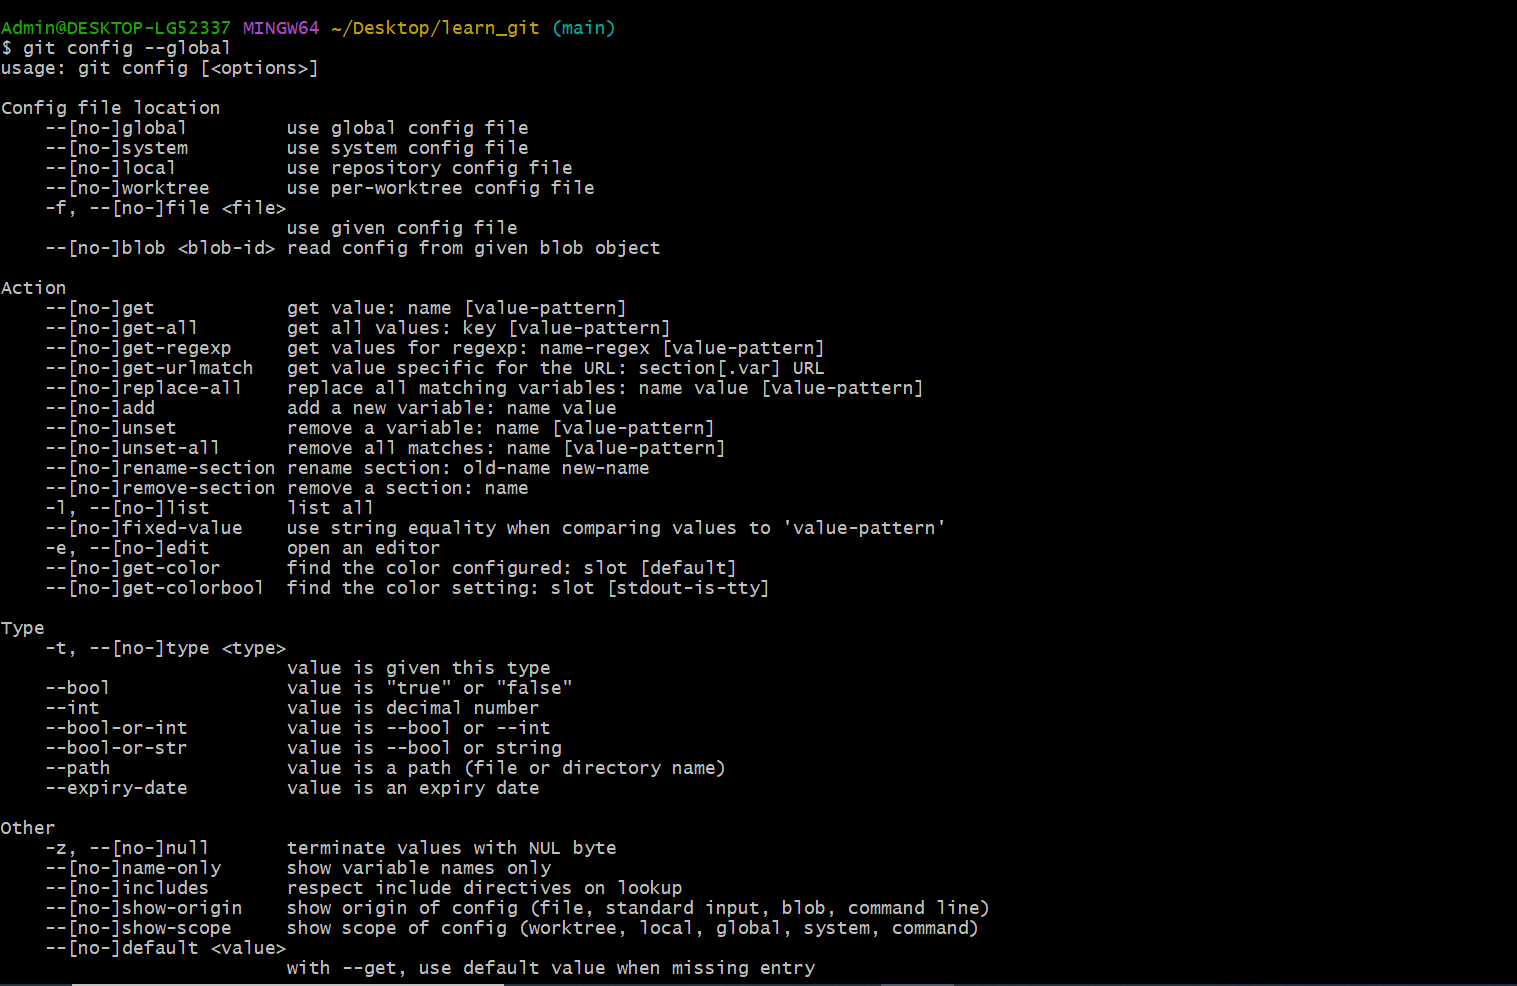 Admin@DESKTOP-LG52337 MINGW64 ~/Desktop/learn_git (main)
$ git config --global
usage: git config [<options>]

Config file location
    --[no-]global         use global config file
    --[no-]system         use system config file
    --[no-]local          use repository config file
    --[no-]worktree       use per-worktree config file
    -f, --[no-]file <file>
                          use given config file
    --[no-]blob <blob-id> read config from given blob object

Action
    --[no-]get            get value: name [value-pattern]
    --[no-]get-all        get all values: key [value-pattern]
    --[no-]get-regexp     get values for regexp: name-regex [value-pattern]
    --[no-]get-urlmatch   get value specific for the URL: section[.var] URL
    --[no-]replace-all    replace all matching variables: name value [value-pattern]
    --[no-]add            add a new variable: name value
    --[no-]unset          remove a variable: name [value-pattern]
    --[no-]unset-all      remove all matches: name [value-pattern]
    --[no-]rename-section rename section: old-name new-name
    --[no-]remove-section remove a section: name
    -l, --[no-]list       list all
    --[no-]fixed-value    use string equality when comparing values to 'value-pattern'
    -e, --[no-]edit       open an editor
    --[no-]get-color      find the color configured: slot [default]
    --[no-]get-colorbool  find the color setting: slot [stdout-is-tty]

Type
    -t, --[no-]type <type>
                          value is given this type
    --bool                value is "true" or "false"
    --int                 value is decimal number
    --bool-or-int         value is --bool or --int
    --bool-or-str         value is --bool or string
    --path                value is a path (file or directory name)
    --expiry-date         value is an expiry date

Other
    -z, --[no-]null       terminate values with NUL byte
    --[no-]name-only      show variable names only
    --[no-]includes       respect include directives on lookup
    --[no-]show-origin    show origin of config (file, standard input, blob, command line)
    --[no-]show-scope     show scope of config (worktree, local, global, system, command)
    --[no-]default <value>
                          with --get, use default value when missing entry